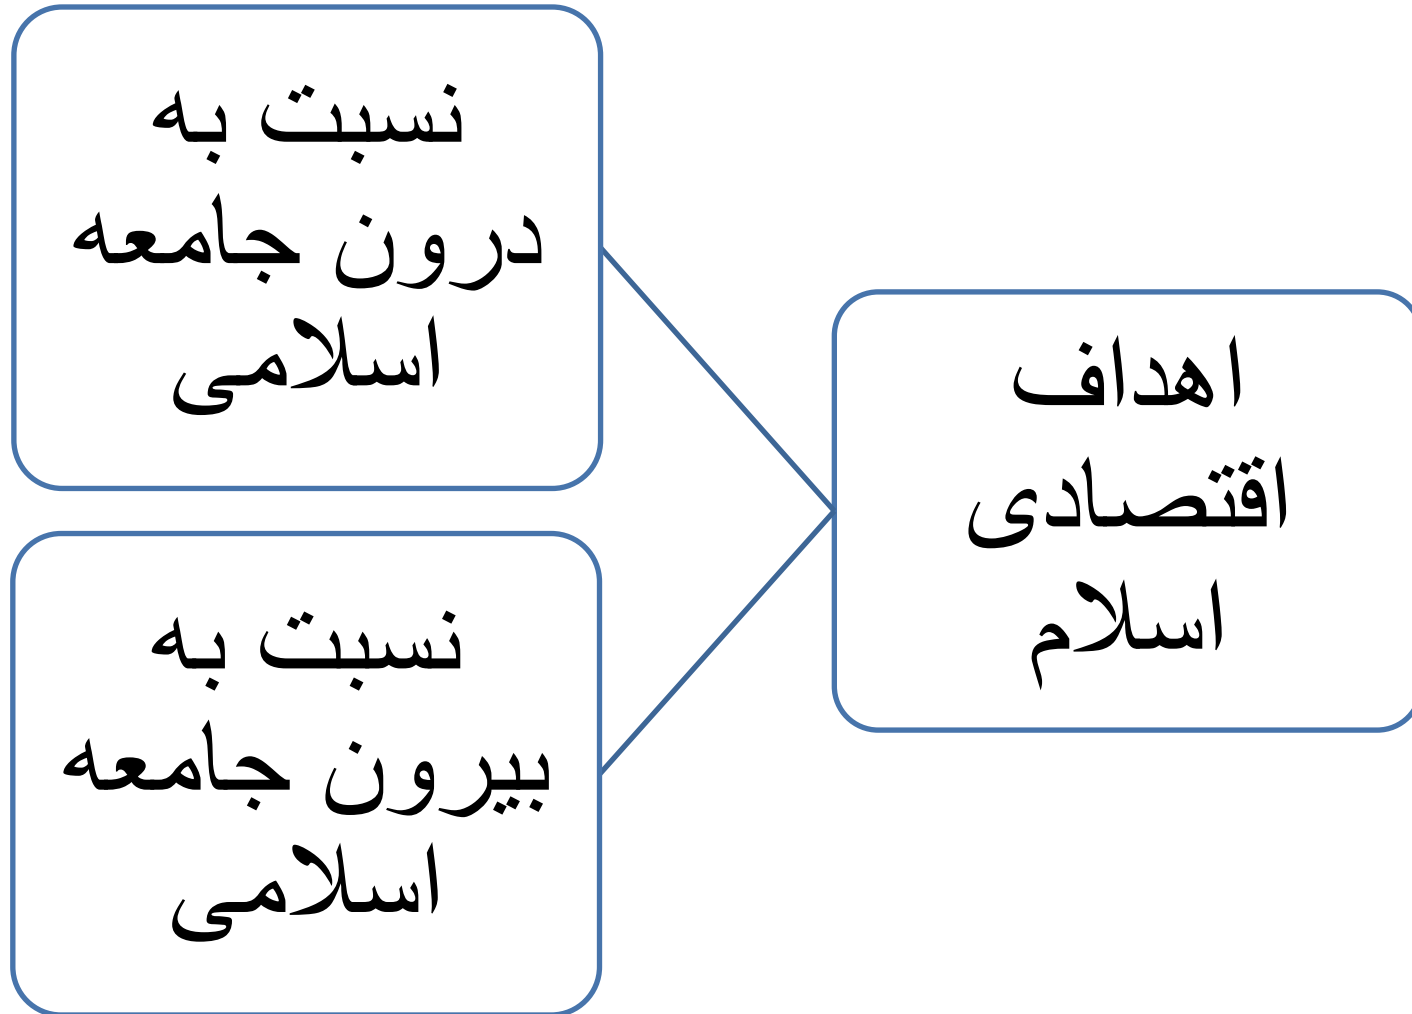 اهداف
اقتصادی
اسلام
نسبت به
درون جامعه
اسلامی
نسبت به
بیرون جامعه
اسلامی